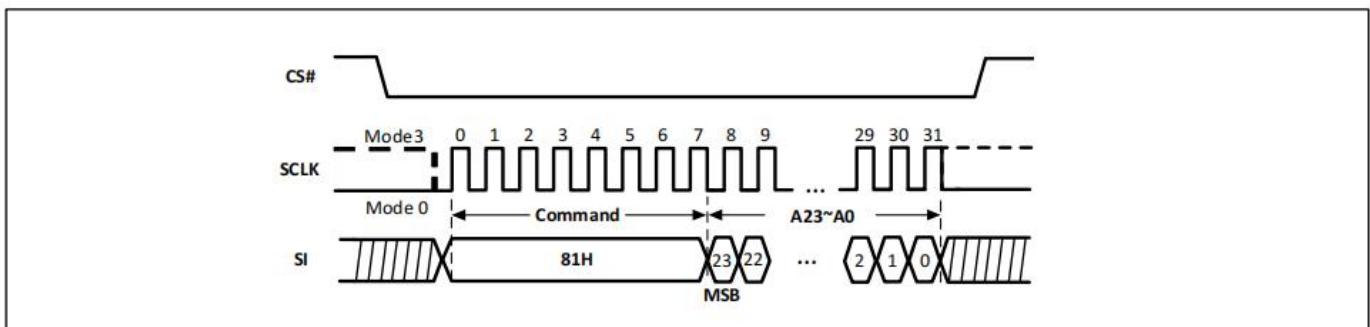 CS#
Mode3 0 1 2 3 4 5 6 7 8 9 29 30 31
SCLK
...
Mode 0 Command A23~A0
SI 81H 23 22 ... 2 1 0
MSB